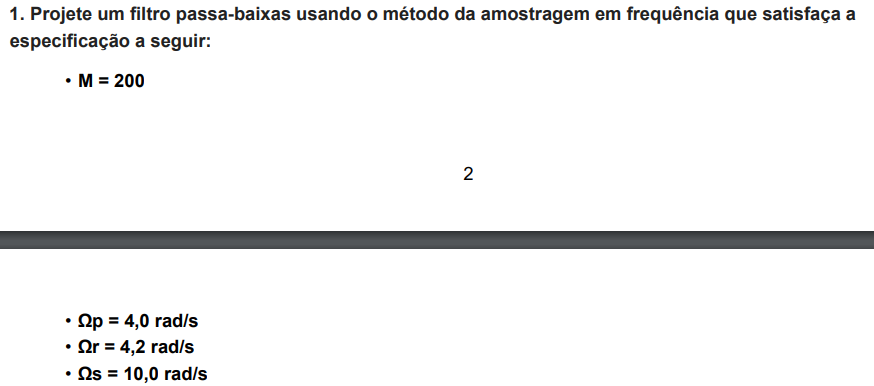 1. Projete um filtro passa-baixas usando o método da amostragem em frequência que satisfaça a
especificação a seguir:
• M = 200
2
• Ωp = 4,0 rad/s
• Ωr = 4,2 rad/s
• Ωs = 10,0 rad/s